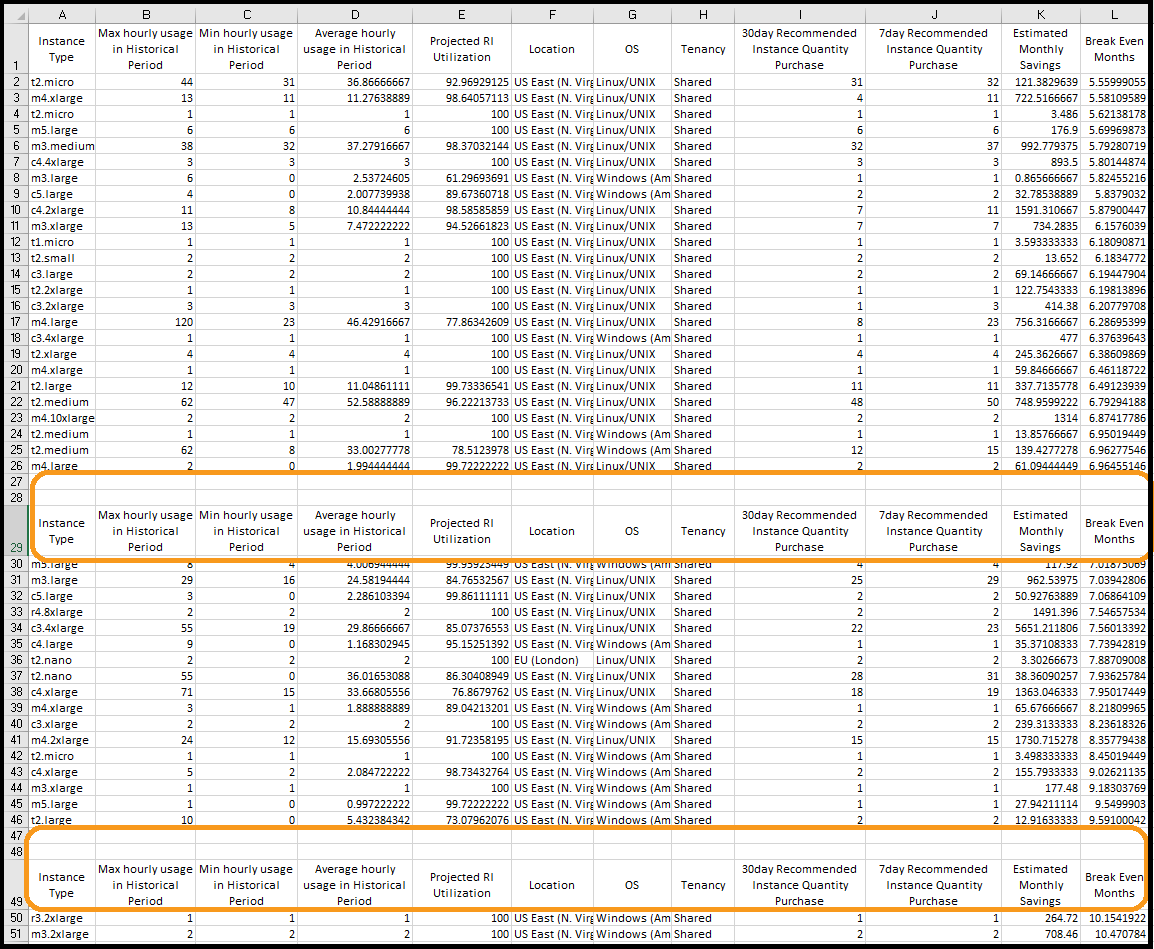 A B C D E F G H I J K L
1 Instance Type Max hourly usage in Historical Period Min hourly usage in Historical Period Average hourly usage in Historical Period Projected RI Utilization Location OS Tenancy 30day Recommended Instance Quantity Purchase 7day Recommended Instance Quantity Purchase Estimated Monthly Savings Break Even Months
2 t2.micro 44 31 36.86666667 92.96929125 US East (N. Virg Linux/UNIX Shared 31 32 121.3829639 5.55999055
3 m4.xlarge 13 11 11.27638889 98.64057113 US East (N. Virg Linux/UNIX Shared 4 11 722.5166667 5.58109589
4 t2.micro 1 1 1 100 US East (N. Virg Linux/UNIX Shared 1 1 3.486 5.62138178
5 m5.large 6 6 6 100 US East (N. Virg Linux/UNIX Shared 6 6 176.9 5.69969873
6 m3.medium 38 32 37.27916667 98.37032144 US East (N. Virg Linux/UNIX Shared 32 37 992.779375 5.79280719
7 c4.4xlarge 3 3 3 100 US East (N. Virg Linux/UNIX Shared 3 3 893.5 5.80144874
8 m3.large 6 0 2.53724605 61.29693691 US East (N. Virg Windows (Am Shared 1 1 0.865666667 5.82455216
9 c5.large 4 0 2.007739938 89.67360718 US East (N. Virg Windows (Am Shared 2 2 32.78538889 5.8379032
10 c4.2xlarge 11 8 10.84444444 98.58585859 US East (N. Virg Linux/UNIX Shared 7 11 1591.310667 5.87900447
11 m3.xlarge 13 5 7.472222222 94.52661823 US East (N. Virg Linux/UNIX Shared 7 7 734.2835 6.1576039
12 t1.micro 1 1 1 100 US East (N. Virg Linux/UNIX Shared 1 1 3.593333333 6.18090871
13 t2.small 2 2 2 100 US East (N. Virg Linux/UNIX Shared 2 2 13.652 6.1834772
14 c3.large 2 2 2 100 US East (N. Virg Linux/UNIX Shared 2 2 69.14666667 6.19447904
15 t2.2xlarge 1 1 1 100 US East (N. Virg Linux/UNIX Shared 1 1 122.7543333 6.19813896
16 c3.2xlarge 3 3 3 100 US East (N. Virg Linux/UNIX Shared 1 3 414.38 6.20779708
17 m4.large 120 23 46.42916667 77.86342609 US East (N. Virg Linux/UNIX Shared 8 23 756.3166667 6.28695399
18 c3.4xlarge 1 1 1 100 US East (N. Virg Windows (Am Shared 1 1 477 6.37639643
19 t2.xlarge 4 4 4 100 US East (N. Virg Linux/UNIX Shared 4 4 245.3626667 6.38609869
20 m4.xlarge 1 1 1 100 US East (N. Virg Linux/UNIX Shared 1 1 59.84666667 6.46118722
21 t2.large 12 10 11.04861111 99.73336541 US East (N. Virg Linux/UNIX Shared 11 11 337.7135778 6.49123939
22 t2.medium 62 47 52.58888889 96.22213733 US East (N. Virg Linux/UNIX Shared 48 50 748.9599222 6.79294188
23 m4.10xlarge 2 2 2 100 US East (N. Virg Linux/UNIX Shared 2 2 1314 6.87417786
24 t2.medium 1 1 1 100 US East (N. Virg Windows (Am Shared 1 1 13.85766667 6.95019449
25 t2.medium 62 8 33.00277778 78.5123978 US East (N. Virg Windows (Am Shared 12 15 139.4277278 6.96277546
26 m4.large 2 0 1.994444444 99.72222222 US East (N. Virg Linux/UNIX Shared 2 2 61.09444449 6.96455146
27
28
29 Instance Type Max hourly usage in Historical Period Min hourly usage in Historical Period Average hourly usage in Historical Period Projected RI Utilization Location OS Tenancy 30day Recommended Instance Quantity Purchase 7day Recommended Instance Quantity Purchase Estimated Monthly Savings Break Even Months
30 m5.large 8 4 4.006944444 99.95925449 US East (N. Virg Windows (Am Shared 4 4 117.92 7.01875069
31 m3.large 29 16 24.58194444 84.76532567 US East (N. Virg Linux/UNIX Shared 25 29 962.53975 7.03942806
32 c5.large 3 0 2.286103394 99.86111111 US East (N. Virg Linux/UNIX Shared 2 2 50.92763889 7.06864109
33 r4.8xlarge 2 2 2 100 US East (N. Virg Linux/UNIX Shared 2 2 1491.396 7.54657534
34 c3.4xlarge 55 19 29.86666667 85.07376553 US East (N. Virg Linux/UNIX Shared 22 23 5651.211806 7.56013392
35 c4.large 9 0 1.168302945 95.15251392 US East (N. Virg Windows (Am Shared 1 1 35.37108333 7.73942819
36 t2.nano 2 2 2 100 EU (London) Linux/UNIX Shared 2 2 3.30266673 7.88709008
37 t2.nano 55 0 36.01653088 86.30408949 US East (N. Virg Linux/UNIX Shared 28 31 38.36090257 7.93625784
38 c4.xlarge 71 15 33.66805556 76.8679762 US East (N. Virg Linux/UNIX Shared 18 19 1363.046333 7.95017449
39 m4.xlarge 3 1 1.888888889 89.04213201 US East (N. Virg Windows (Am Shared 1 1 65.67666667 8.21809965
40 c3.xlarge 2 2 2 100 US East (N. Virg Windows (Am Shared 2 2 239.3133333 8.23618326
41 m4.2xlarge 24 12 15.69305556 91.72358195 US East (N. Virg Linux/UNIX Shared 15 15 1730.715278 8.35779438
42 t2.micro 1 1 1 100 US East (N. Virg Windows (Am Shared 1 1 3.498333333 8.45019449
43 c4.xlarge 5 2 2.084722222 98.73432764 US East (N. Virg Windows (Am Shared 2 2 155.7933333 9.02621135
44 m3.xlarge 1 1 1 100 US East (N. Virg Windows (Am Shared 1 1 177.48 9.18303769
45 m5.large 1 0 0.997222222 99.72222222 US East (N. Virg Windows (Am Shared 1 1 27.94211114 9.5499903
46 t2.large 10 0 5.432384342 73.07962076 US East (N. Virg Windows (Am Shared 2 2 12.91633333 9.59100042
47
48
49 Instance Type Max hourly usage in Historical Period Min hourly usage in Historical Period Average hourly usage in Historical Period Projected RI Utilization Location OS Tenancy 30day Recommended Instance Quantity Purchase 7day Recommended Instance Quantity Purchase Estimated Monthly Savings Break Even Months
50 r3.2xlarge 1 1 1 100 US East (N. Virg Windows (Am Shared 1 1 264.72 10.1541922
51 m3.2xlarge 2 2 2 100 US East (N. Virg Windows (Am Shared 2 2 708.46 10.470784